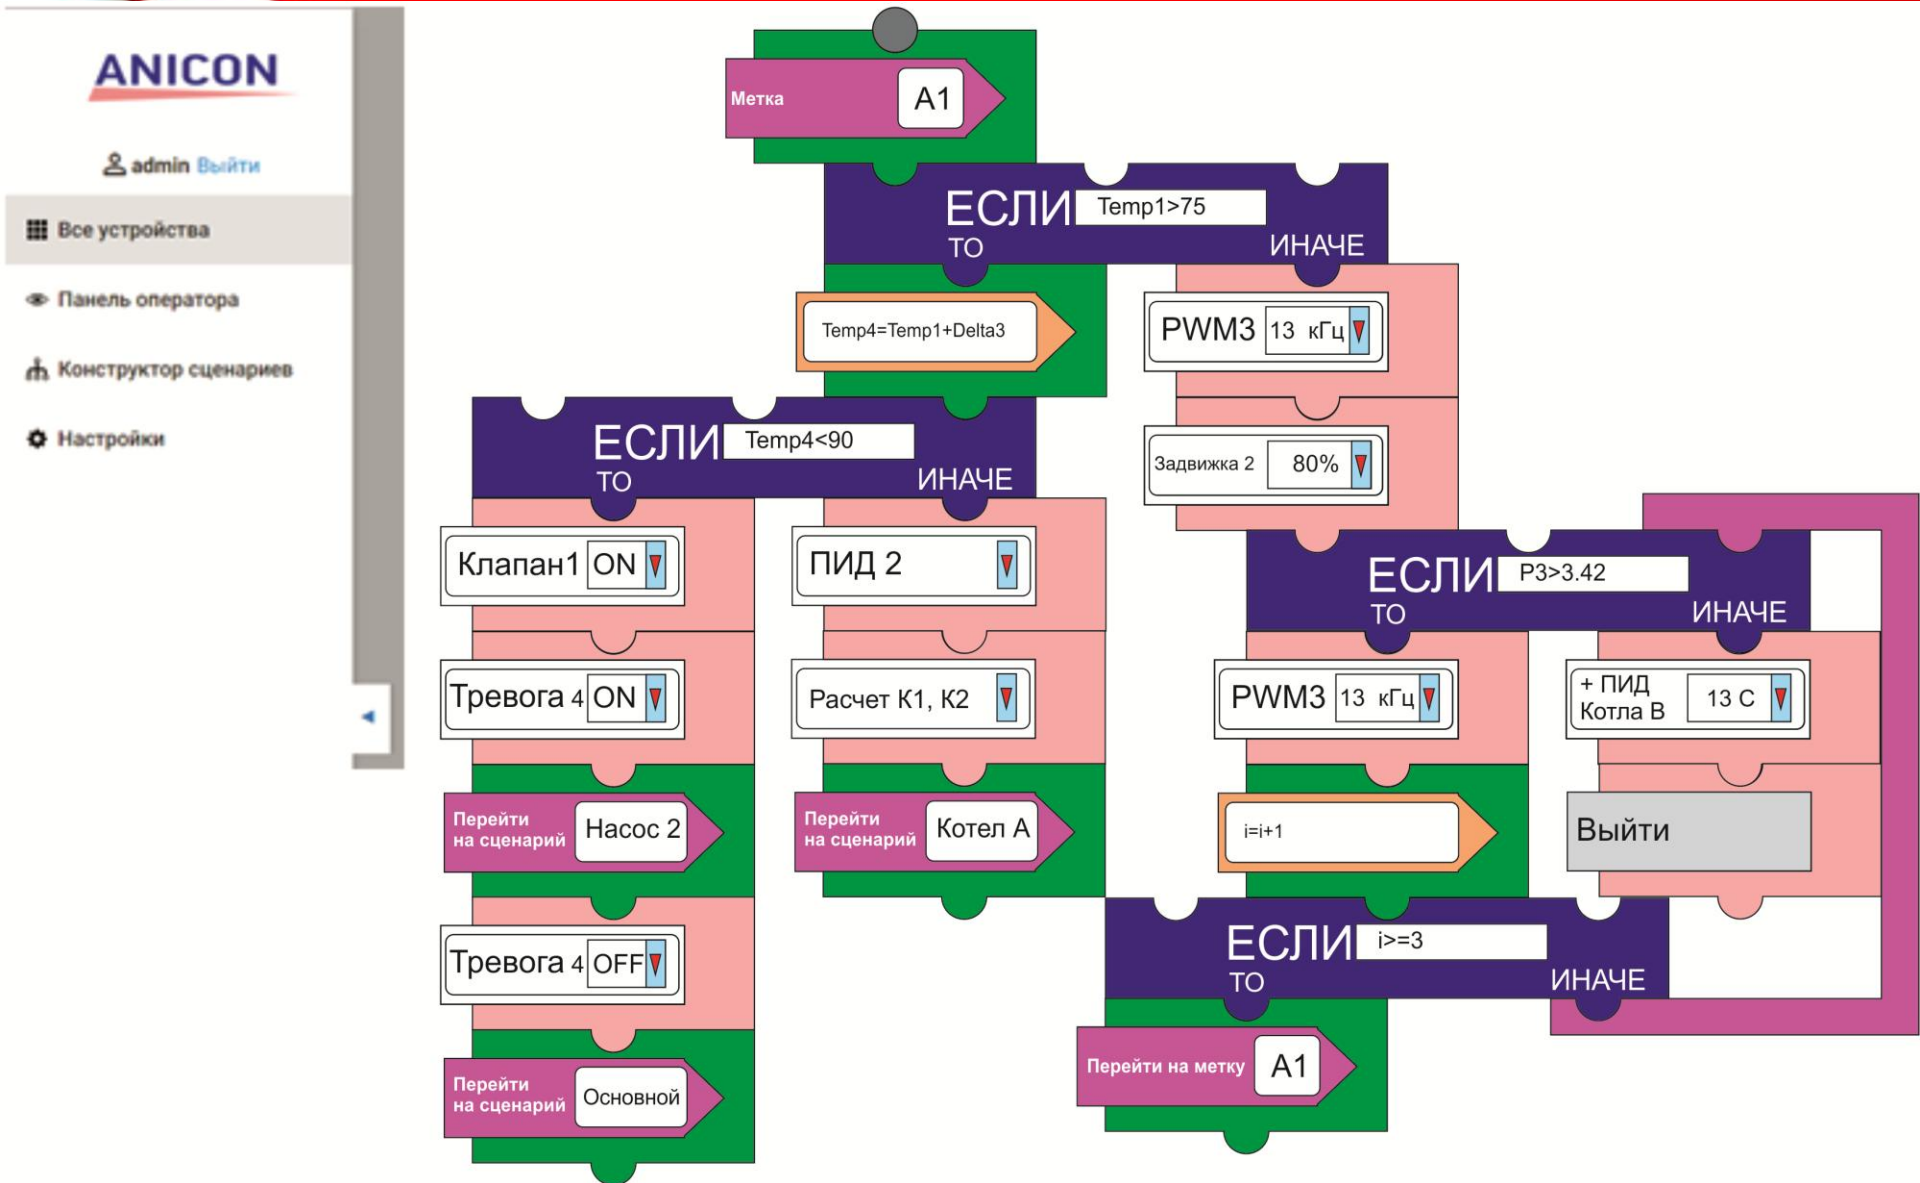 ANICON
admin Выйти
Все устройства
Панель оператора
Конструктор сценариев
Настройки
Метка A1
ЕСЛИ Temp1>75
ТО ИНАЧЕ
Temp4=Temp1+Delta3
PWM3 13 кГц
Задвижка 2 80%
ЕСЛИ Temp4<90
ТО ИНАЧЕ
Клапан1 ON
Тревога 4 ON
Перейти
на сценарий
Насос 2
Тревога 4 OFF
Перейти
на сценарий
Основной
ПИД 2
Расчет К1, К2
Перейти
на сценарий
Котел А
ЕСЛИ P3>3.42
ТО ИНАЧЕ
PWM3 13 кГц
i=i+1
+ ПИД
Котла В
13 С
Выйти
ЕСЛИ i>=3
ТО ИНАЧЕ
Перейти на метку A1